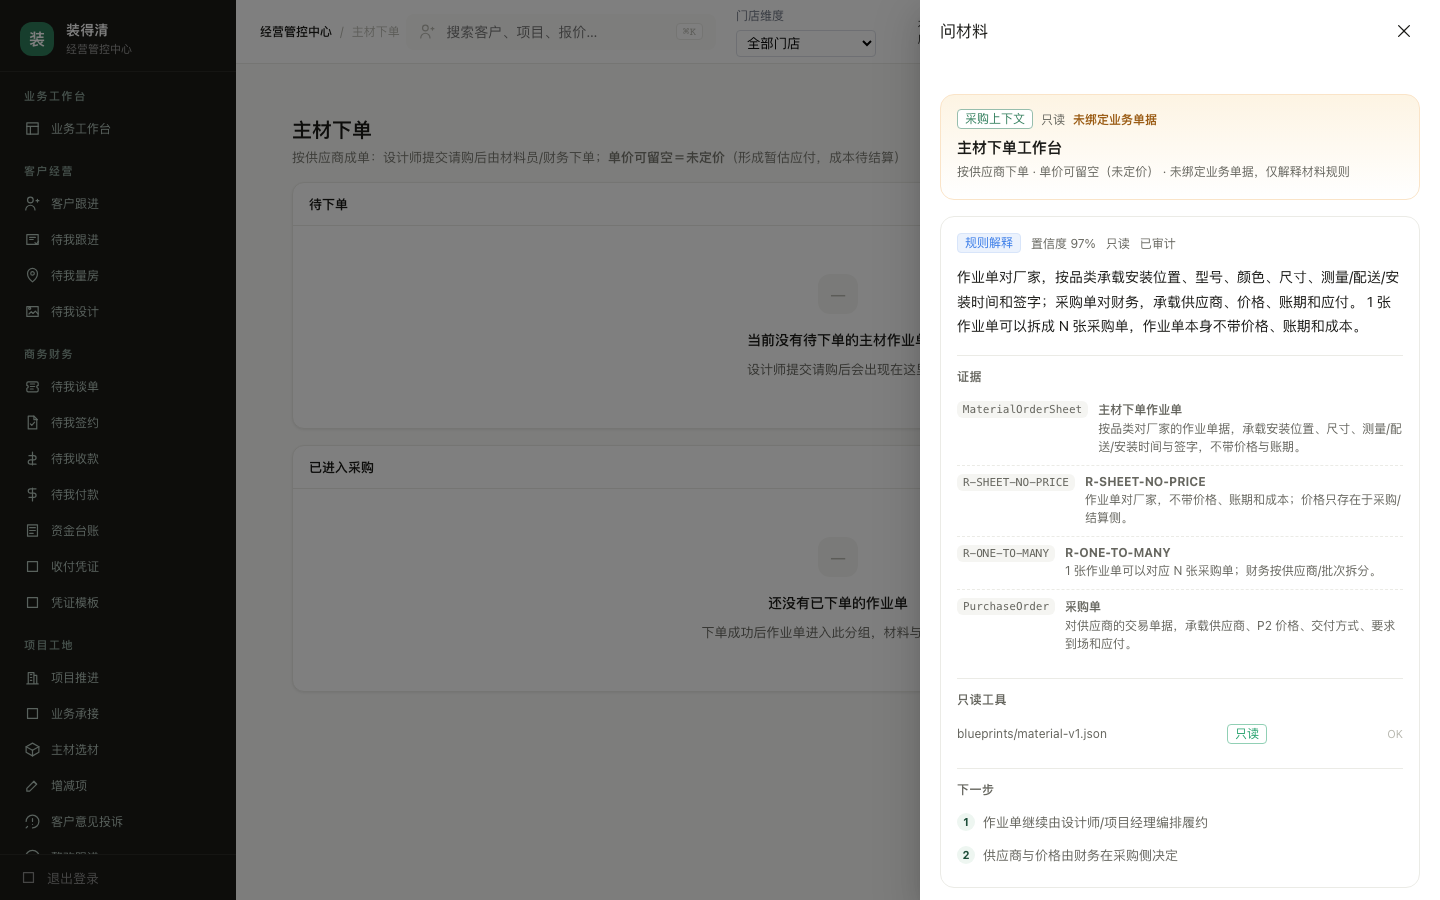 装
装得清
经营管控中心
业务工作台
业务工作台
客户经营
客户跟进
待我跟进
待我量房
待我设计
商务财务
待我谈单
待我签约
待我收款
待我付款
资金台账
收付凭证
凭证模板
项目工地
项目推进
业务承接
主材选材
增减项
客户意见投诉
退出登录
经营管控中心 / 主材下单
搜索客户、项目、报价...
⌘K
门店维度
全部门店
主材下单
按供应商成单：设计师提交请购后由材料员/财务下单；单价可留空＝未定价（形成暂估应付，成本待结算）
待下单
当前没有待下单的主材作业单
设计师提交请购后会出现在这里
已进入采购
还没有已下单的作业单
下单成功后作业单进入此分组，材料与
问材料
采购上下文 只读 未绑定业务单据
主材下单工作台
按供应商下单 · 单价可留空（未定价） · 未绑定业务单据，仅解释材料规则
规则解释 置信度 97% 只读 已审计
作业单对厂家，按品类承载安装位置、型号、颜色、尺寸、测量/配送/安
装时间和签字；采购单对财务，承载供应商、价格、账期和应付。 1 张
作业单可以拆成 N 张采购单，作业单本身不带价格、账期和成本。
证据
MaterialOrderSheet 主材下单作业单
按品类对厂家的作业单据，承载安装位置、尺寸、测量/配
送/安装时间与签字，不带价格与账期。
R-SHEET-NO-PRICE R-SHEET-NO-PRICE
作业单对厂家，不带价格、账期和成本；价格只存在于采购/
结算侧。
R-ONE-TO-MANY R-ONE-TO-MANY
1 张作业单可以对应 N 张采购单；财务按供应商/批次拆分。
PurchaseOrder 采购单
对供应商的交易单据，承载供应商、P2 价格、交付方式、要求
到场和应付。
只读工具
blueprints/material-v1.json 只读 OK
下一步
1 作业单继续由设计师/项目经理编排履约
2 供应商与价格由财务在采购侧决定